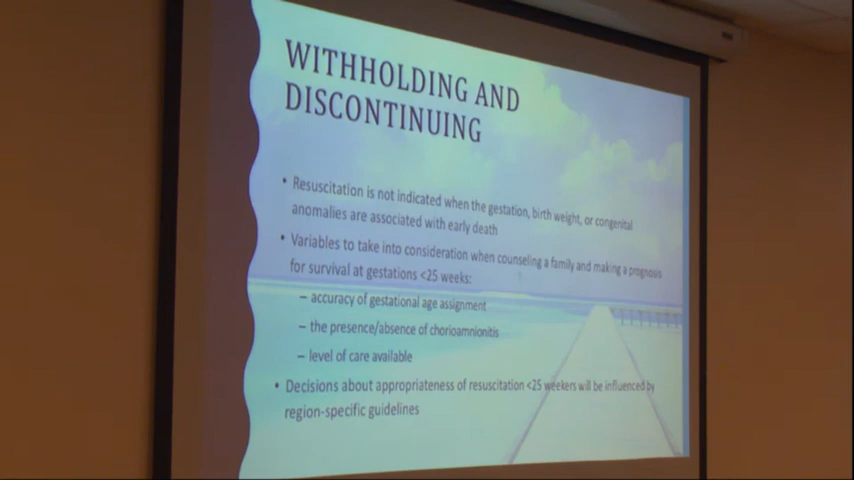 WITHHOLDING AND
DISCONTINUING
• Resuscitation is not indicated when the gestation, birth weight, or congenital
anomalies are associated with early death
• Variables to take into consideration when counseling a family and making a prognosis
for survival at gestations <25 weeks:
– accuracy of gestational age assignment
– the presence/absence of chorioamnionitis
– level of care available
• Decisions about appropriateness of resuscitation <25 weekers will be influenced by
region-specific guidelines